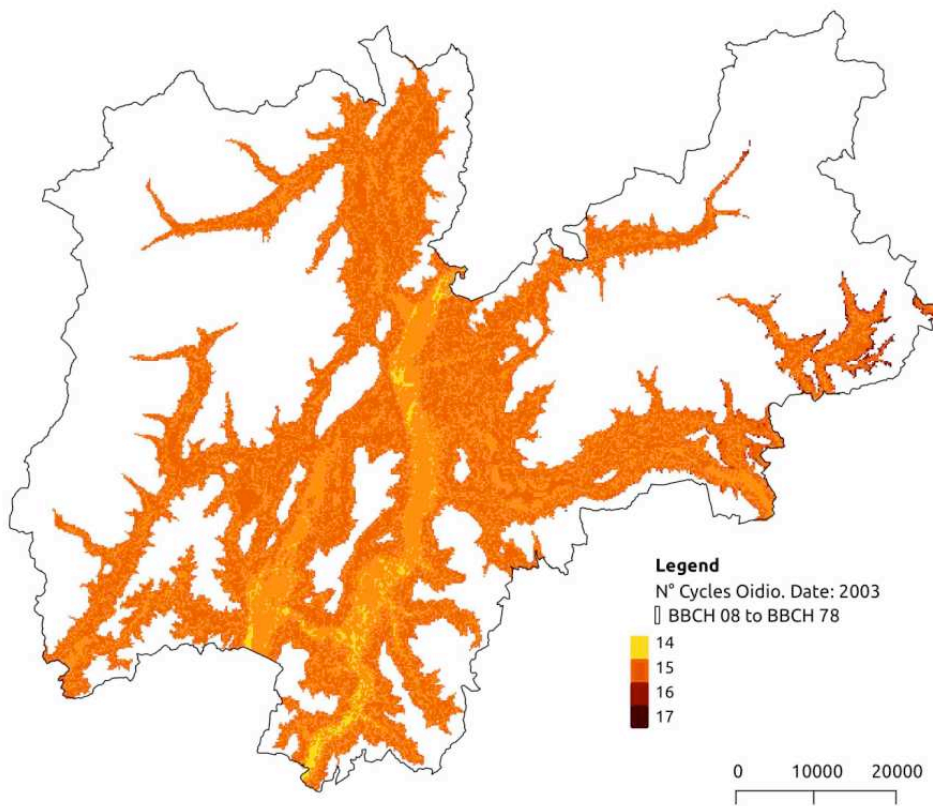 Legend
N° Cycles Oidio. Date: 2003
BBCH 08 to BBCH 78
14
15
16
17
0 10000 20000